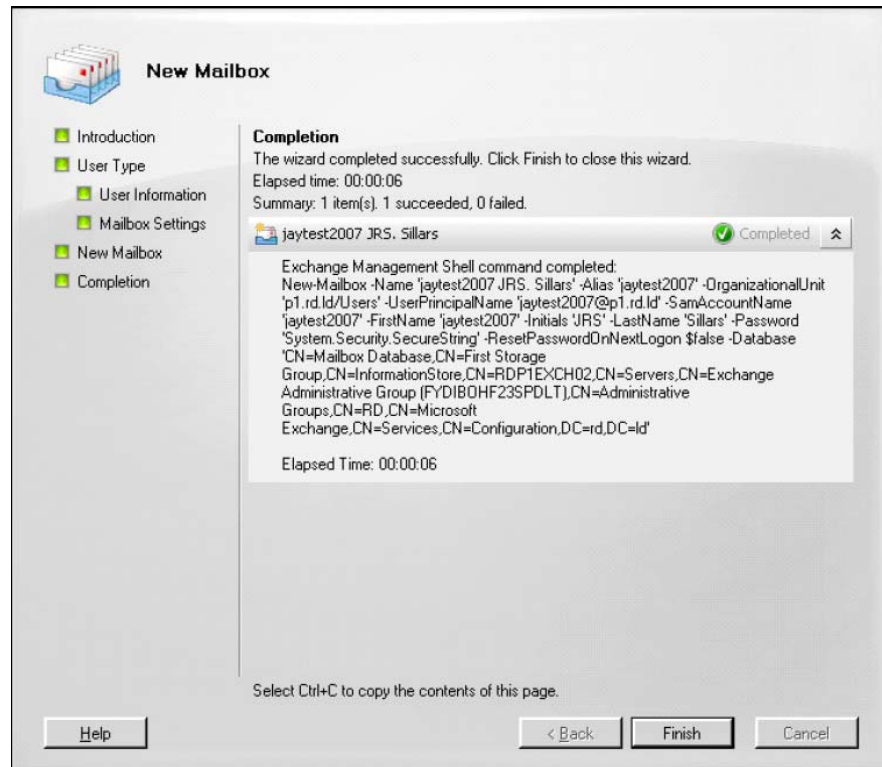 New Mailbox
Introduction
User Type
User Information
Mailbox Settings
New Mailbox
Completion
Completion
The wizard completed successfully. Click Finish to close this wizard.
Elapsed time: 00:00:06
Summary: 1 item(s). 1 succeeded, 0 failed.
jaytest2007 JRS. Sillars
Completed
Exchange Management Shell command completed:
New-Mailbox -Name 'jaytest2007 JRS. Sillars' -Alias 'jaytest2007' -OrganizationalUnit
'p1.rd.ld/Users' -UserPrincipalName 'jaytest2007@p1.rd.ld' -SamAccountName
'jaytest2007' -FirstName 'jaytest2007' -Initials 'JRS' -LastName 'Sillars' -Password
'System.Security.SecureString' -ResetPasswordOnNextLogon $false -Database
'CN=Mailbox Database,CN=First Storage
Group,CN=InformationStore,CN=RDP1EXCH02,CN=Servers,CN=Exchange
Administrative Group (FYDIBOHF23SPDLT),CN=Administrative
Groups,CN=RD,CN=Microsoft
Exchange,CN=Services,CN=Configuration,DC=rd,DC=ld'
Elapsed Time: 00:00:06
Select Ctrl+C to copy the contents of this page.
Help
< Back
Finish
Cancel